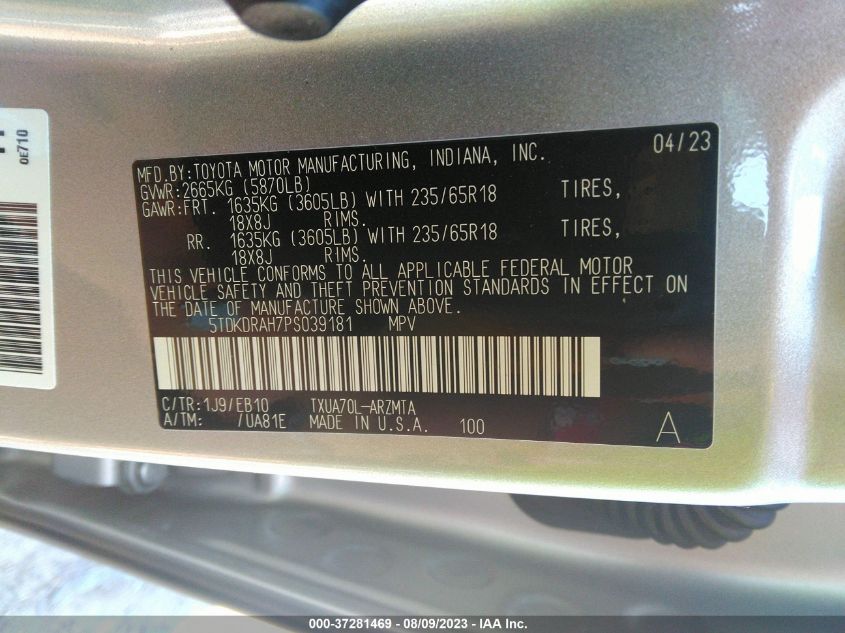 0E710
04/23
MFD.BY:TOYOTA MOTOR MANUFACTURING, INDIANA, INC.
GVWR:2665KG (5870LB)
GAWR:FRT. 1635KG (3605LB) WITH 235/65R18 TIRES,
18X8J RIMS.
RR. 1635KG (3605LB) WITH 235/65R18 TIRES,
18X8J RIMS.
THIS VEHICLE CONFORMS TO ALL APPLICABLE FEDERAL MOTOR
VEHICLE SAFETY AND THEFT PREVENTION STANDARDS IN EFFECT ON
THE DATE OF MANUFACTURE SHOWN ABOVE.
5TDKDRAH7PS039181 MPV
C/TR:1J9/EB10 TXUA70L-ARZMTA
A/TM: /UA81E MADE IN U.S.A. 100 A
000-37281469 - 08/09/2023 - IAA Inc.